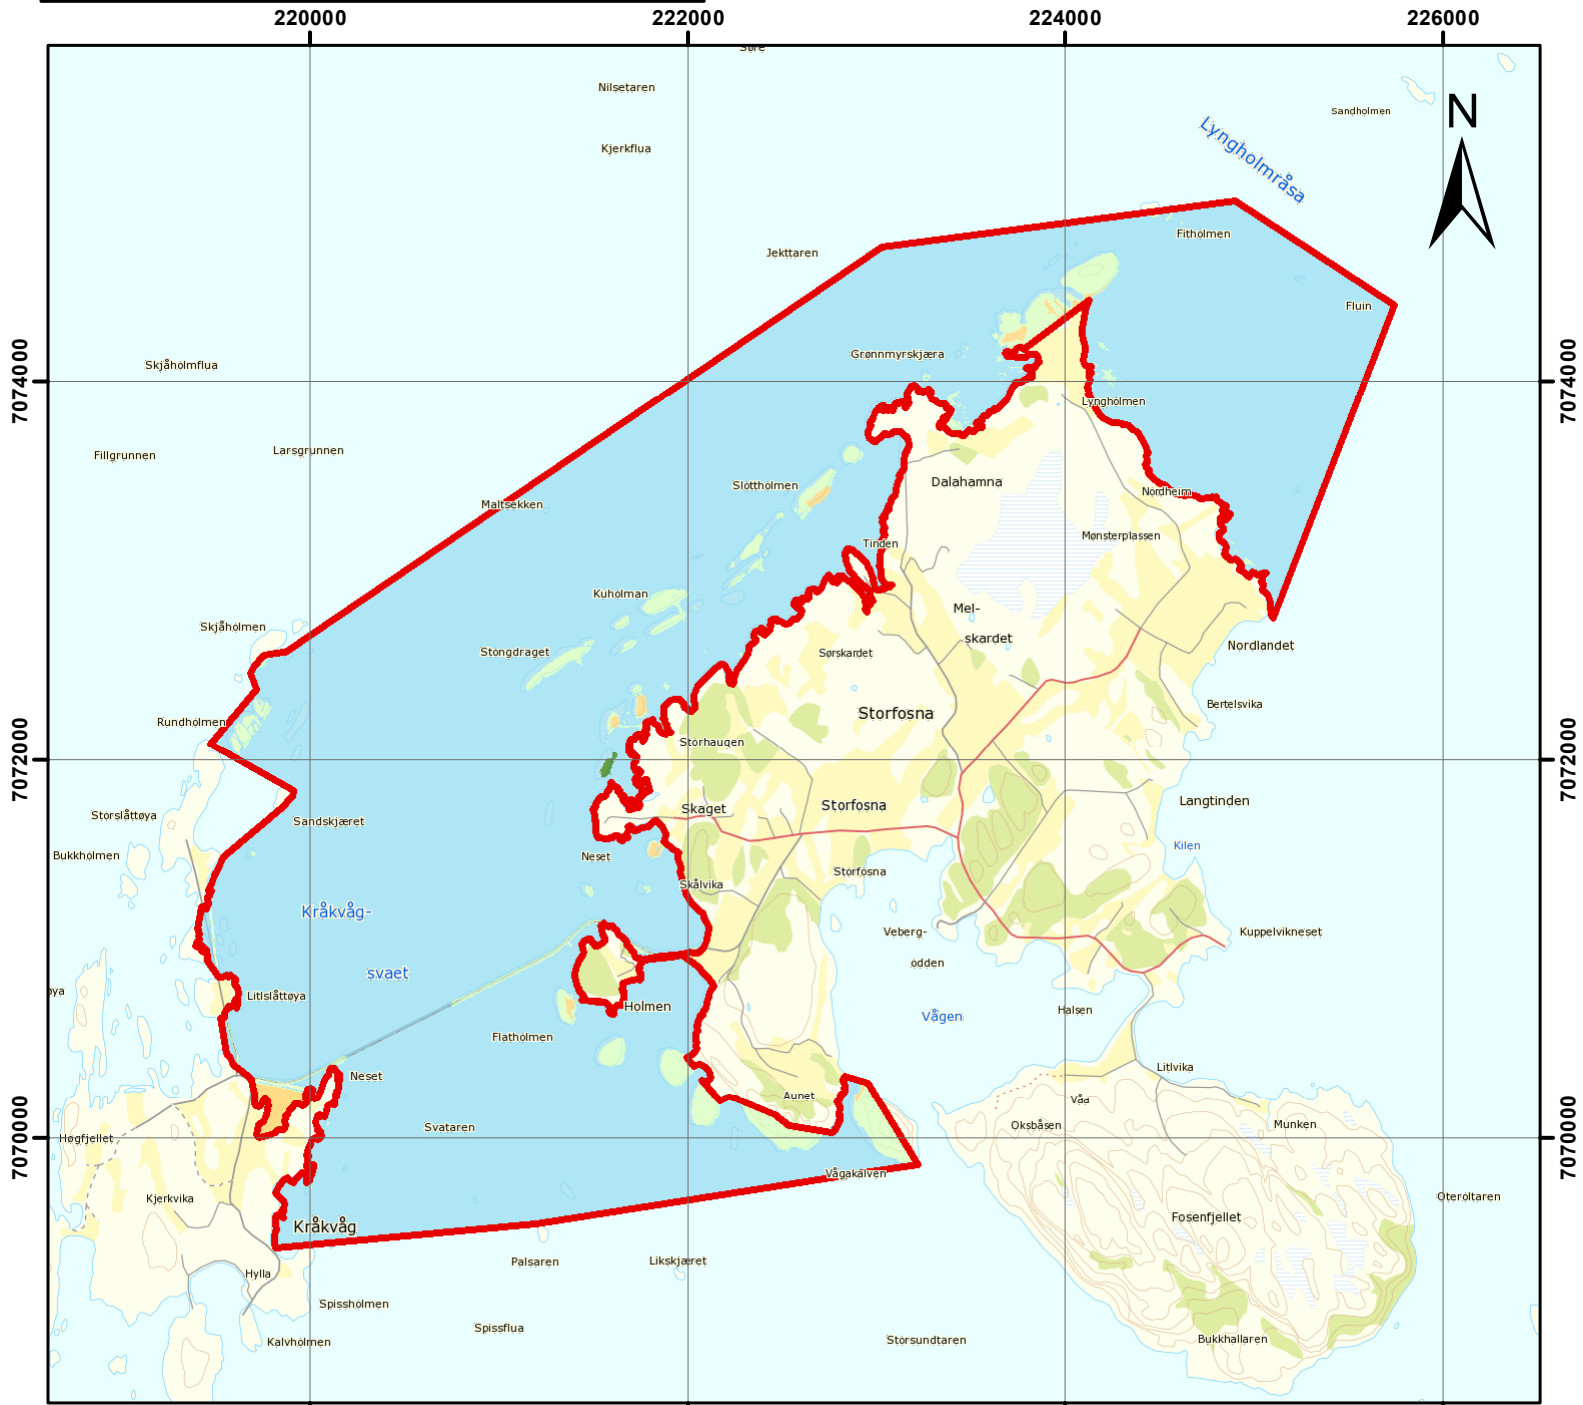 220000
222000
224000
226000
Søre
Nilsetaren
Sandholmen
N
Lyngholmråsa
Kjerkflua
Fitholmen
Jekttaren
Fluin
7074000
Skjåholmflua
Grønnmyrskjæra
7074000
Lyngholmen
Fillgrunnen
Larsgrunnen
Maltsekken
Slottholmen
Dalahamna
Nordheim
Tinden
Mønsterplassen
Kuholman
Mel-
skardet
Skjåholmen
Stongdraget
Sørskardet
Nordlandet
Rundholmen
Storfosna
Bertelsvika
7072000
Storhaugen
7072000
Storslåttøya
Sandskjæret
Skaget
Storfosna
Langtinden
Bukkholmen
Neset
Kilen
Skålvika
Storfosna
Kråkvåg-
svaet
Veberg-
odden
Kuppelvikneset
øya
Litlslåttøya
Holmen
Vågen
Halsen
Flatholmen
Neset
Litlvika
Aunet
Våa
7070000
Høgfjellet
Svataren
Oksbåsen
Munken
7070000
Vågakalven
Kjerkvika
Oterøltaren
Kråkvåg
Fosenfjellet
Hylla
Palsaren
Likskjæret
Spissholmen
Kalvholmen
Spissflua
Storsundtaren
Bukkhallaren